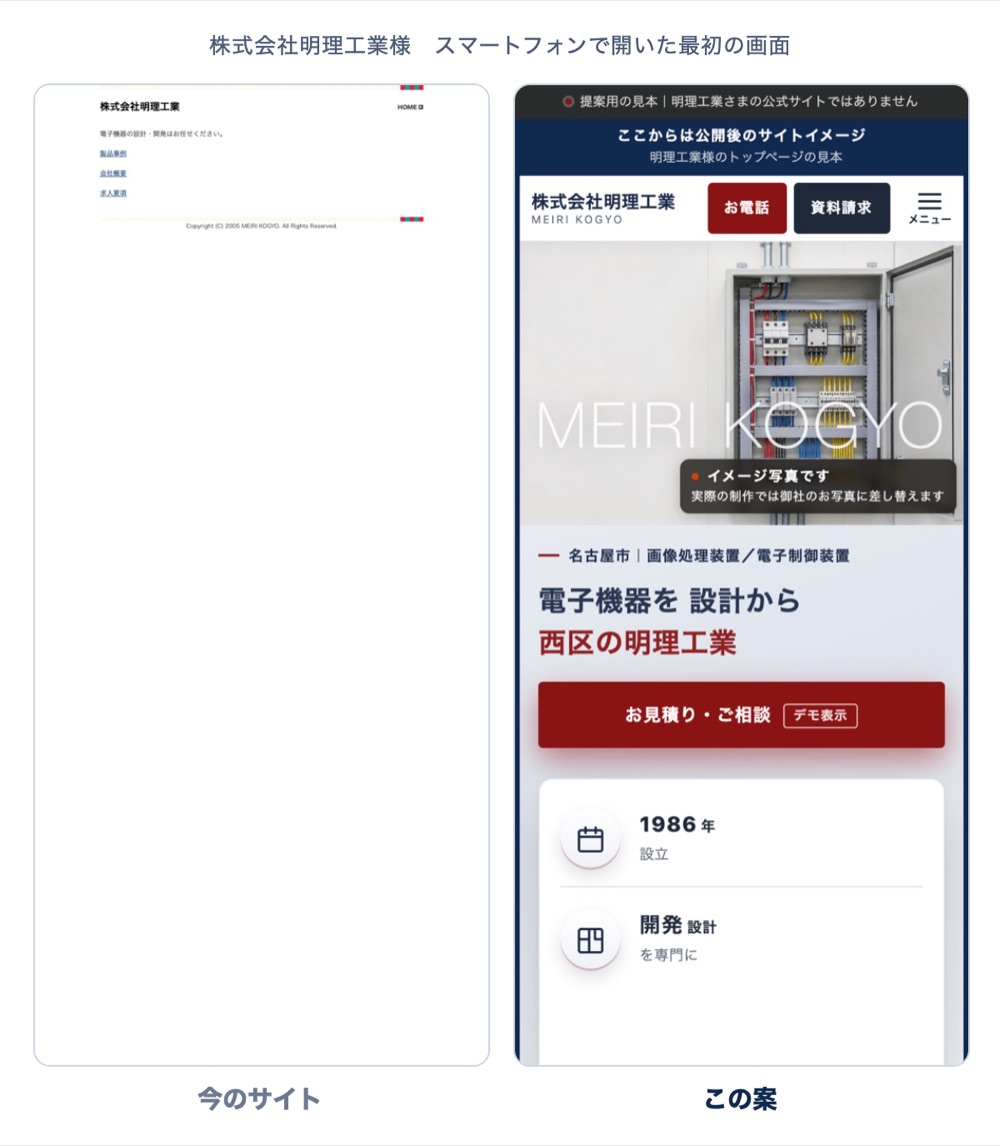 株式会社明理工業様　スマートフォンで開いた最初の画面
株式会社明理工業
HOME
電子機器の設計・開発はお任せください。
製品事例
会社概要
求人要項
Copyright (C) 2005 MEIRI KOGYO. All Rights Reserved.
今のサイト
提案用の見本｜明理工業さまの公式サイトではありません
ここからは公開後のサイトイメージ
明理工業様のトップページの見本
株式会社明理工業
MEIRI KOGYO
お電話
資料請求
メニュー
MEIRI KOGYO
イメージ写真です
実際の制作では御社のお写真に差し替えます
名古屋市｜画像処理装置／電子制御装置
電子機器を 設計から
西区の明理工業
お見積り・ご相談 デモ表示
1986 年
設立
開発 設計
を専門に
この案